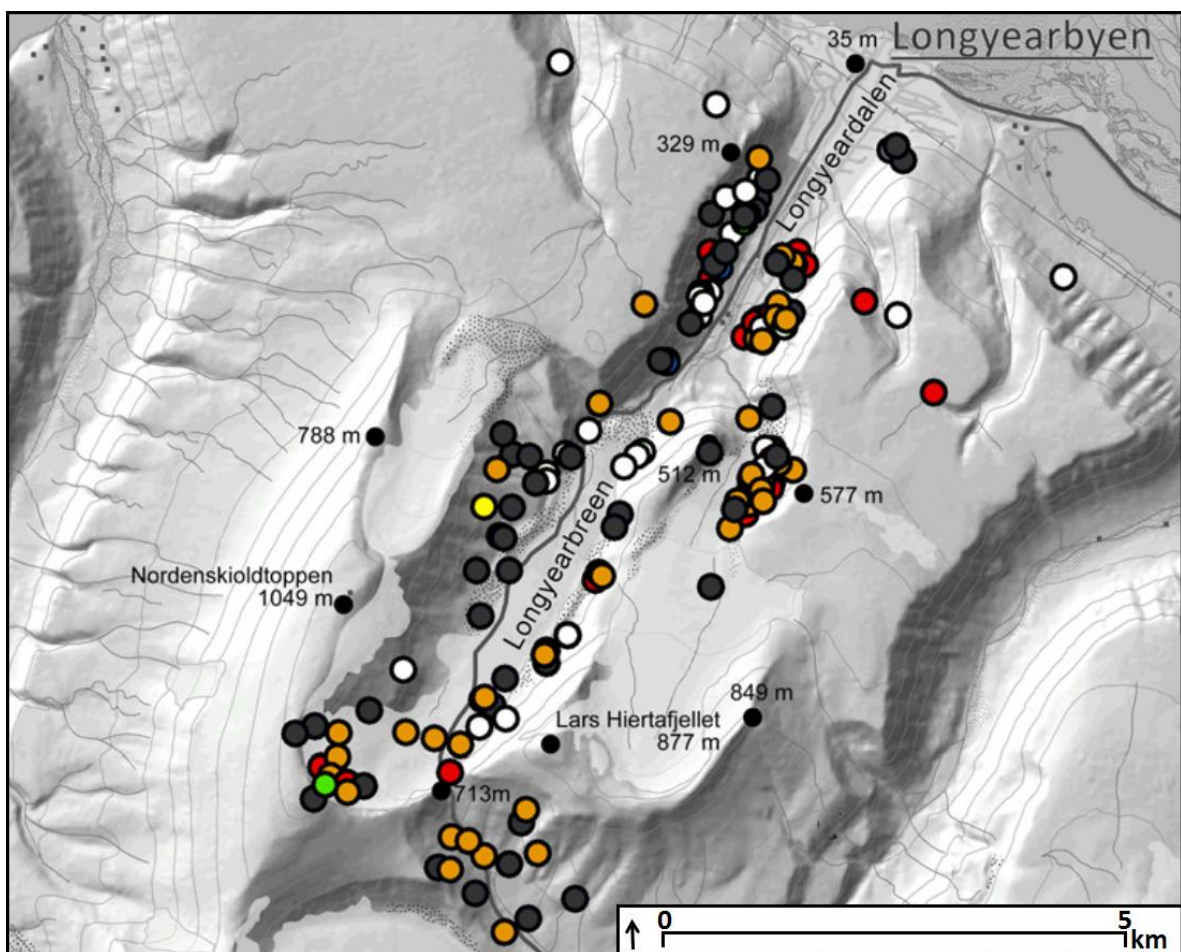 Longyearbyen
35 m
Longyeardalen
329 m
788 m
512 m
577 m
Longyearbreen
Nordenskioldtoppen
1049 m
849 m
Lars Hiertafjellet
877 m
713m
0
5
km